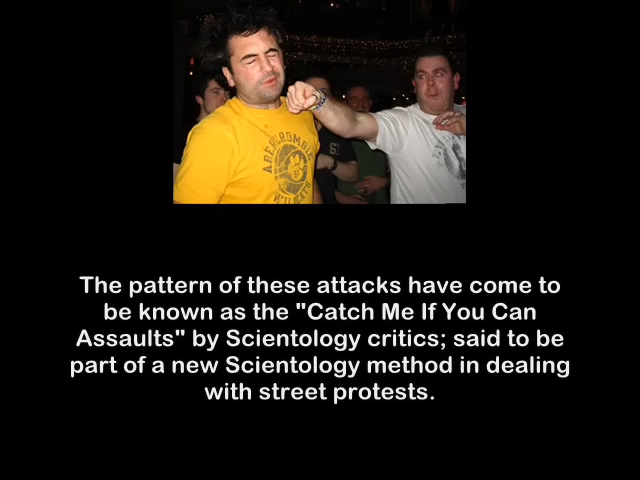 ABERCROMBIE
The pattern of these attacks have come to
be known as the "Catch Me If You Can
Assaults" by Scientology critics; said to be
part of a new Scientology method in dealing
with street protests.